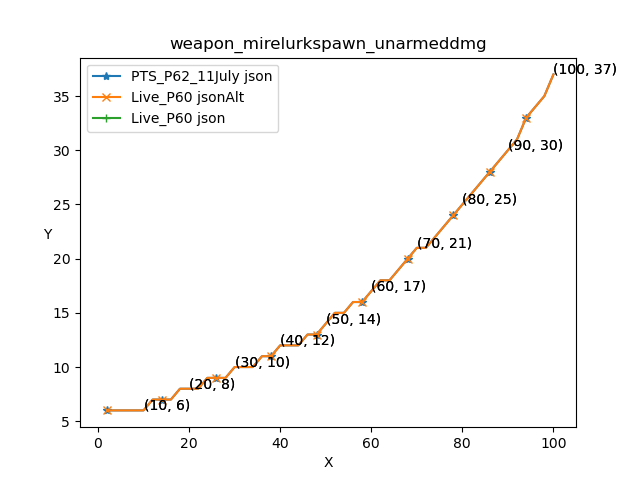 weapon_mirelurkspawn_unarmeddmg
PTS_P62_11July json
Live_P60 jsonAlt
Live_P60 json
(100, 37)
(90, 30)
(80, 25)
(70, 21)
(60, 17)
(50, 14)
(40, 12)
(30, 10)
(20, 8)
(10, 6)
Y
35
30
25
20
15
10
5
0 20 40 60 80 100
X